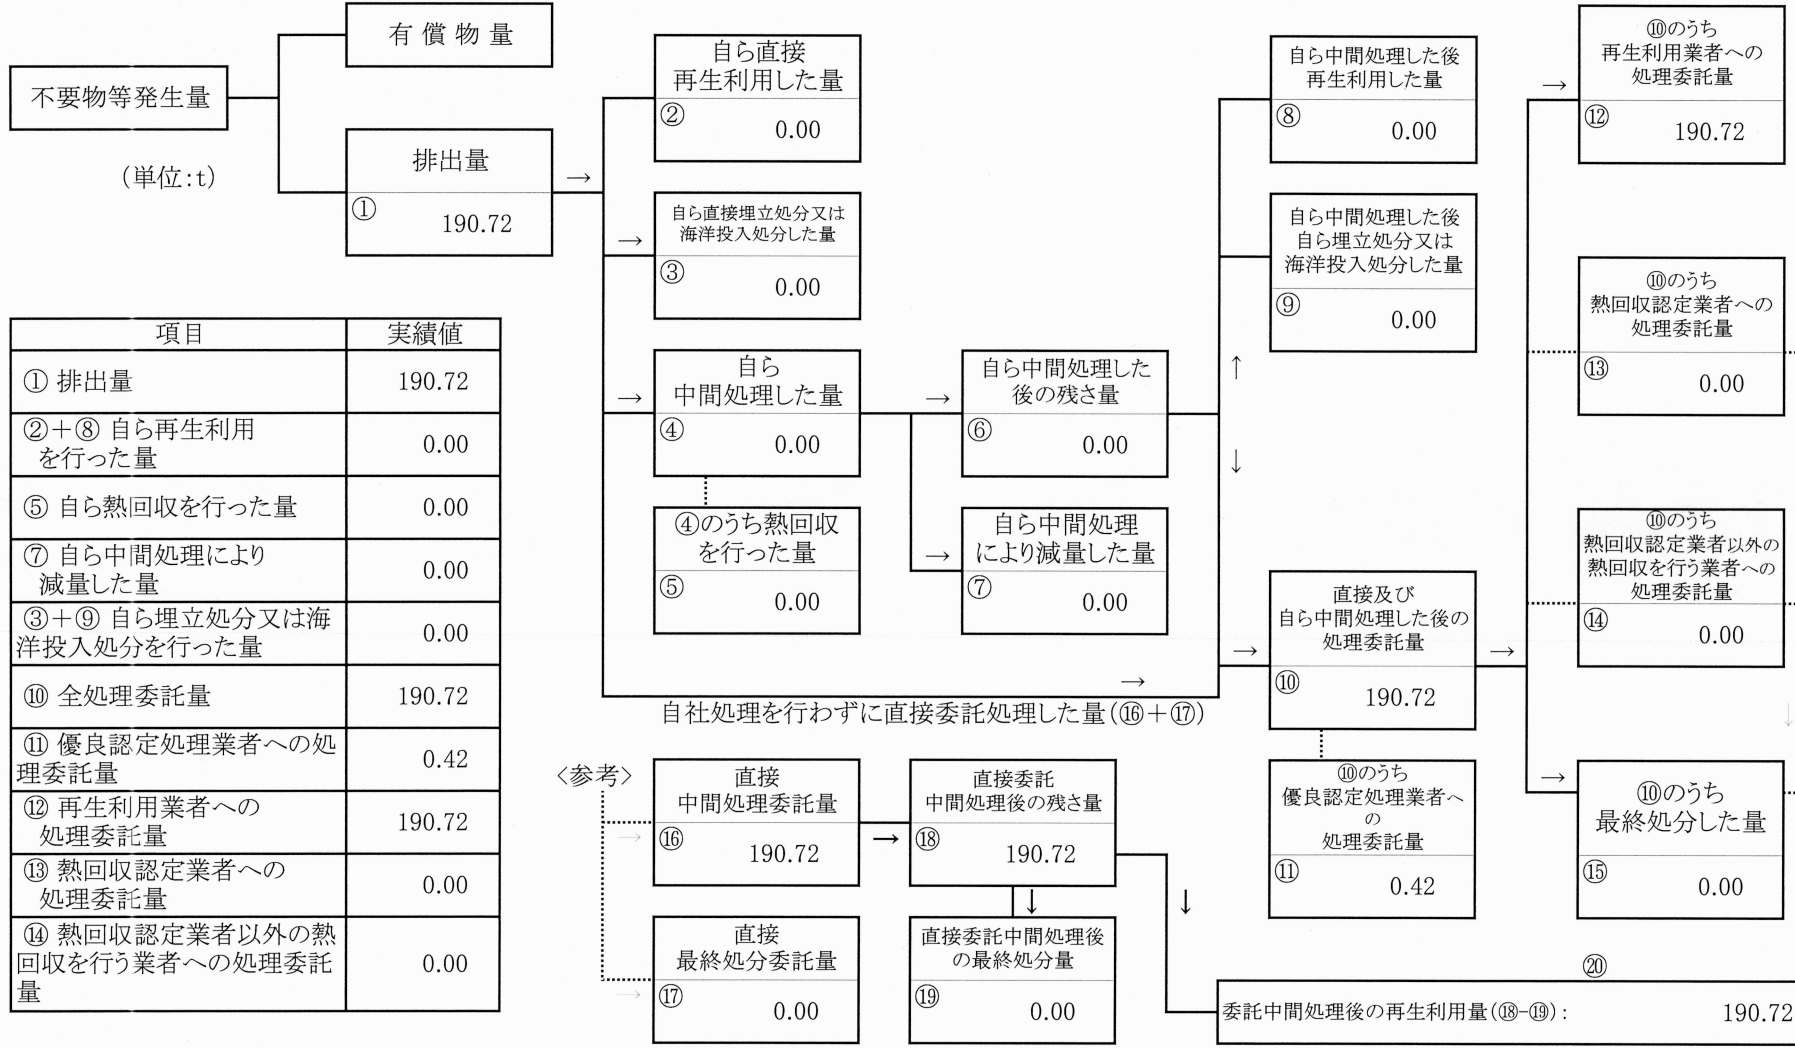 不要物等発生量
(単位:t)
有償物量
排出量
① 190.72
自ら直接
再生利用した量
② 0.00
自ら直接埋立処分又は
海洋投入処分した量
③ 0.00
自ら
中間処理した量
④ 0.00
④のうち熱回収
を行った量
⑤ 0.00
自ら中間処理した
後の残さ量
⑥ 0.00
自ら中間処理
により減量した量
⑦ 0.00
自ら中間処理した後
再生利用した量
⑧ 0.00
自ら中間処理した後
自ら埋立処分又は
海洋投入処分した量
⑨ 0.00
直接及び
自ら中間処理した後の
処理委託量
⑩ 190.72
⑩のうち
優良認定処理業者へ
の
処理委託量
⑪ 0.42
⑩のうち
再生利用業者への
処理委託量
⑫ 190.72
⑩のうち
熱回収認定業者への
処理委託量
⑬ 0.00
⑩のうち
熱回収認定業者以外の
熱回収を行う業者への
処理委託量
⑭ 0.00
⑩のうち
最終処分した量
⑮ 0.00
自社処理を行わずに直接委託処理した量(⑯+⑰)
<参考>
直接
中間処理委託量
⑯ 190.72
直接
最終処分委託量
⑰ 0.00
直接委託
中間処理後の残さ量
⑱ 190.72
直接委託中間処理後
の最終処分量
⑲ 0.00
⑳
委託中間処理後の再生利用量(⑱-⑲): 190.72
項目 実績値
① 排出量 190.72
②+⑧ 自ら再生利用
を行った量 0.00
⑤ 自ら熱回収を行った量 0.00
⑦ 自ら中間処理により
減量した量 0.00
③+⑨ 自ら埋立処分又は海
洋投入処分を行った量 0.00
⑩ 全処理委託量 190.72
⑪ 優良認定処理業者への処
理委託量 0.42
⑫ 再生利用業者への
処理委託量 190.72
⑬ 熱回収認定業者への
処理委託量 0.00
⑭ 熱回収認定業者以外の熱
回収を行う業者への処理委託
量 0.00